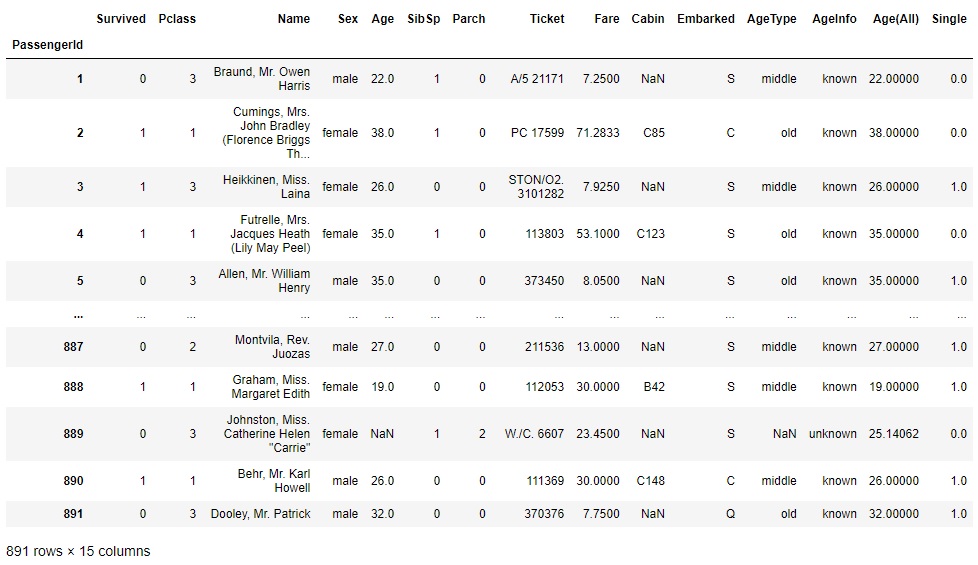 Survived Pclass Name Sex Age SibSp Parch Ticket Fare Cabin Embarked AgeType AgeInfo Age(All) Single
PassengerId
1 0 3 Braund, Mr. Owen Harris male 22.0 1 0 A/5 21171 7.2500 NaN S middle known 22.00000 0.0
2 1 1 Cumings, Mrs. John Bradley (Florence Briggs Th... female 38.0 1 0 PC 17599 71.2833 C85 C old known 38.00000 0.0
3 1 3 Heikkinen, Miss. Laina female 26.0 0 0 STON/O2. 3101282 7.9250 NaN S middle known 26.00000 1.0
4 1 1 Futrelle, Mrs. Jacques Heath (Lily May Peel) female 35.0 1 0 113803 53.1000 C123 S old known 35.00000 0.0
5 0 3 Allen, Mr. William Henry male 35.0 0 0 373450 8.0500 NaN S old known 35.00000 1.0
... ... ... ... ... ... ... ... ... ... ... ... ... ... ... ...
887 0 2 Montvila, Rev. Juozas male 27.0 0 0 211536 13.0000 NaN S middle known 27.00000 1.0
888 1 1 Graham, Miss. Margaret Edith female 19.0 0 0 112053 30.0000 B42 S middle known 19.00000 1.0
889 0 3 Johnston, Miss. Catherine Helen "Carrie" female NaN 1 2 W./C. 6607 23.4500 NaN S NaN unknown 25.14062 0.0
890 1 1 Behr, Mr. Karl Howell male 26.0 0 0 111369 30.0000 C148 C middle known 26.00000 1.0
891 0 3 Dooley, Mr. Patrick male 32.0 0 0 370376 7.7500 NaN Q old known 32.00000 1.0
891 rows × 15 columns